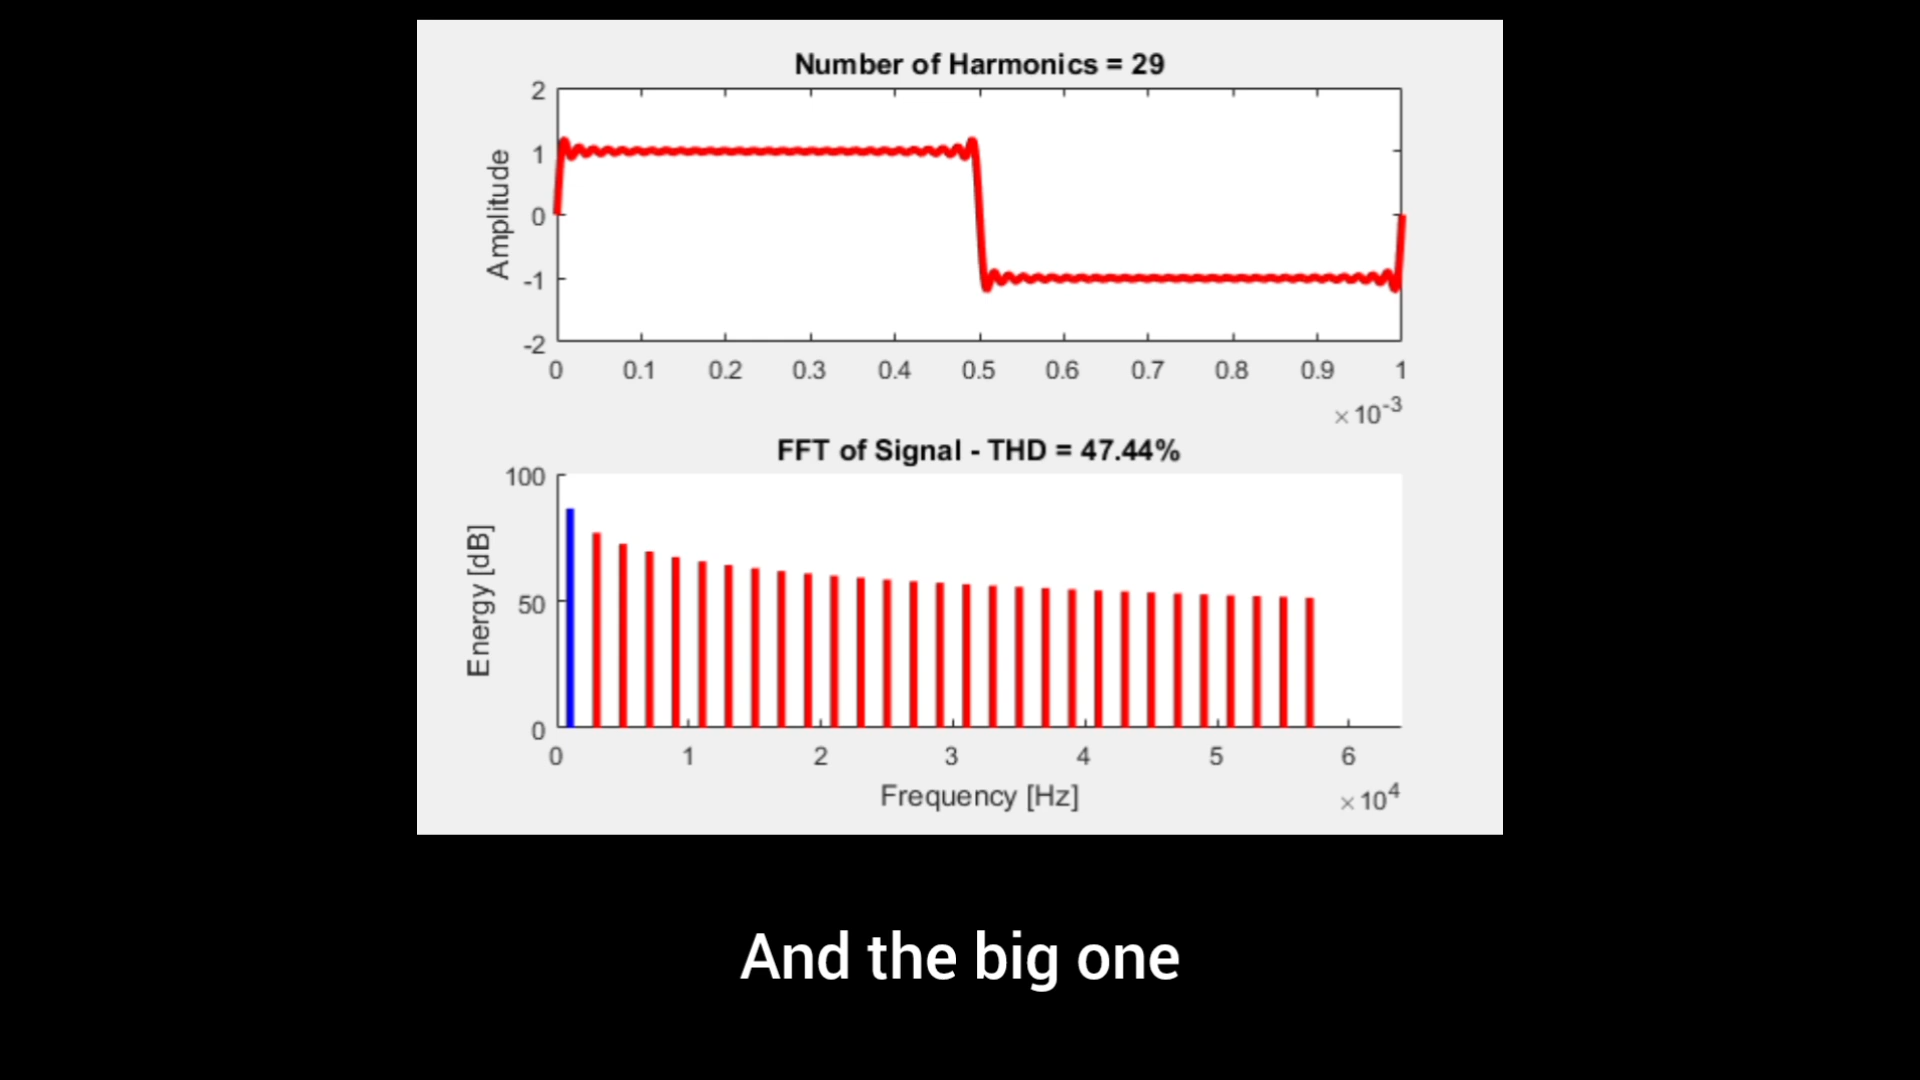 Number of Harmonics = 29
2
1
0
-1
-2
Amplitude
0 0.1 0.2 0.3 0.4 0.5 0.6 0.7 0.8 0.9 1
×10⁻³
FFT of Signal - THD = 47.44%
100
50
0
Energy [dB]
0 1 2 3 4 5 6
Frequency [Hz]
×10⁴
And the big one